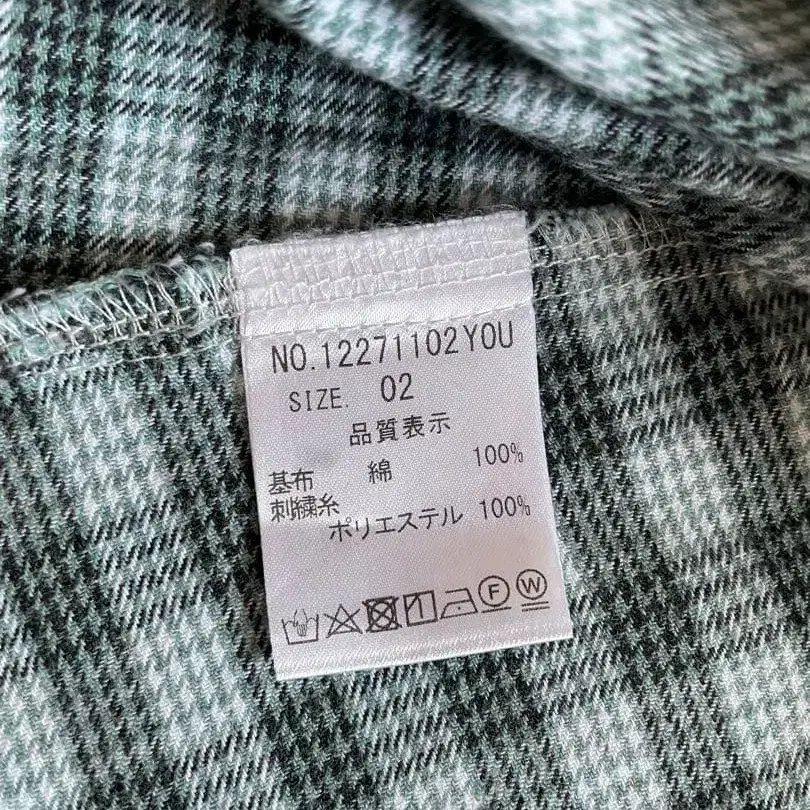 NO.12271102YOU
SIZE. 02
品質表示
基布 綿 100%
刺繍糸
ポリエステル 100%
F W